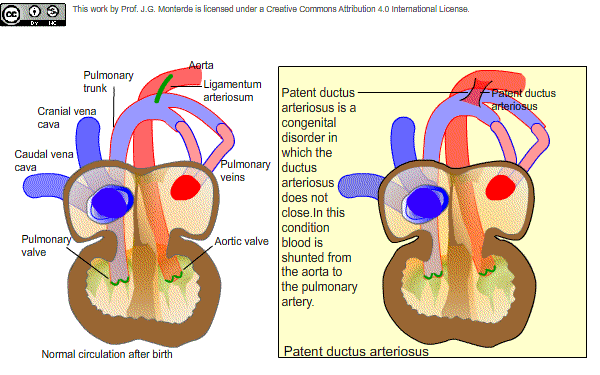 This work by Prof. J.G. Monterde is licensed under a Creative Commons Attribution 4.0 International License.
cc
BY NC
Aorta
Pulmonary
trunk
Ligamentum
arteriosum
Cranial vena
cava
Caudal vena
cava
Pulmonary
veins
Pulmonary
valve
Aortic valve
Normal circulation after birth
Patent ductus
arteriosus is a
congenital
disorder in
which the
ductus
arteriosus
does not
close.In this
condition
blood is
shunted from
the aorta to
the pulmonary
artery.
Patent ductus
arteriosus
Patent ductus arteriosus